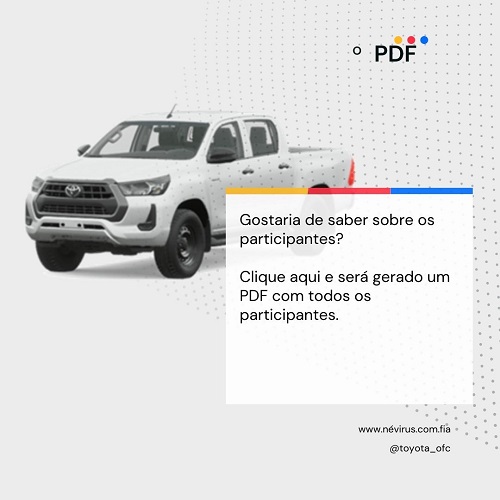 O PDF
Gostaria de saber sobre os
participantes?
Clique aqui e será gerado um
PDF com todos os
participantes.
www.névirus.com.fia
@toyota_ofc